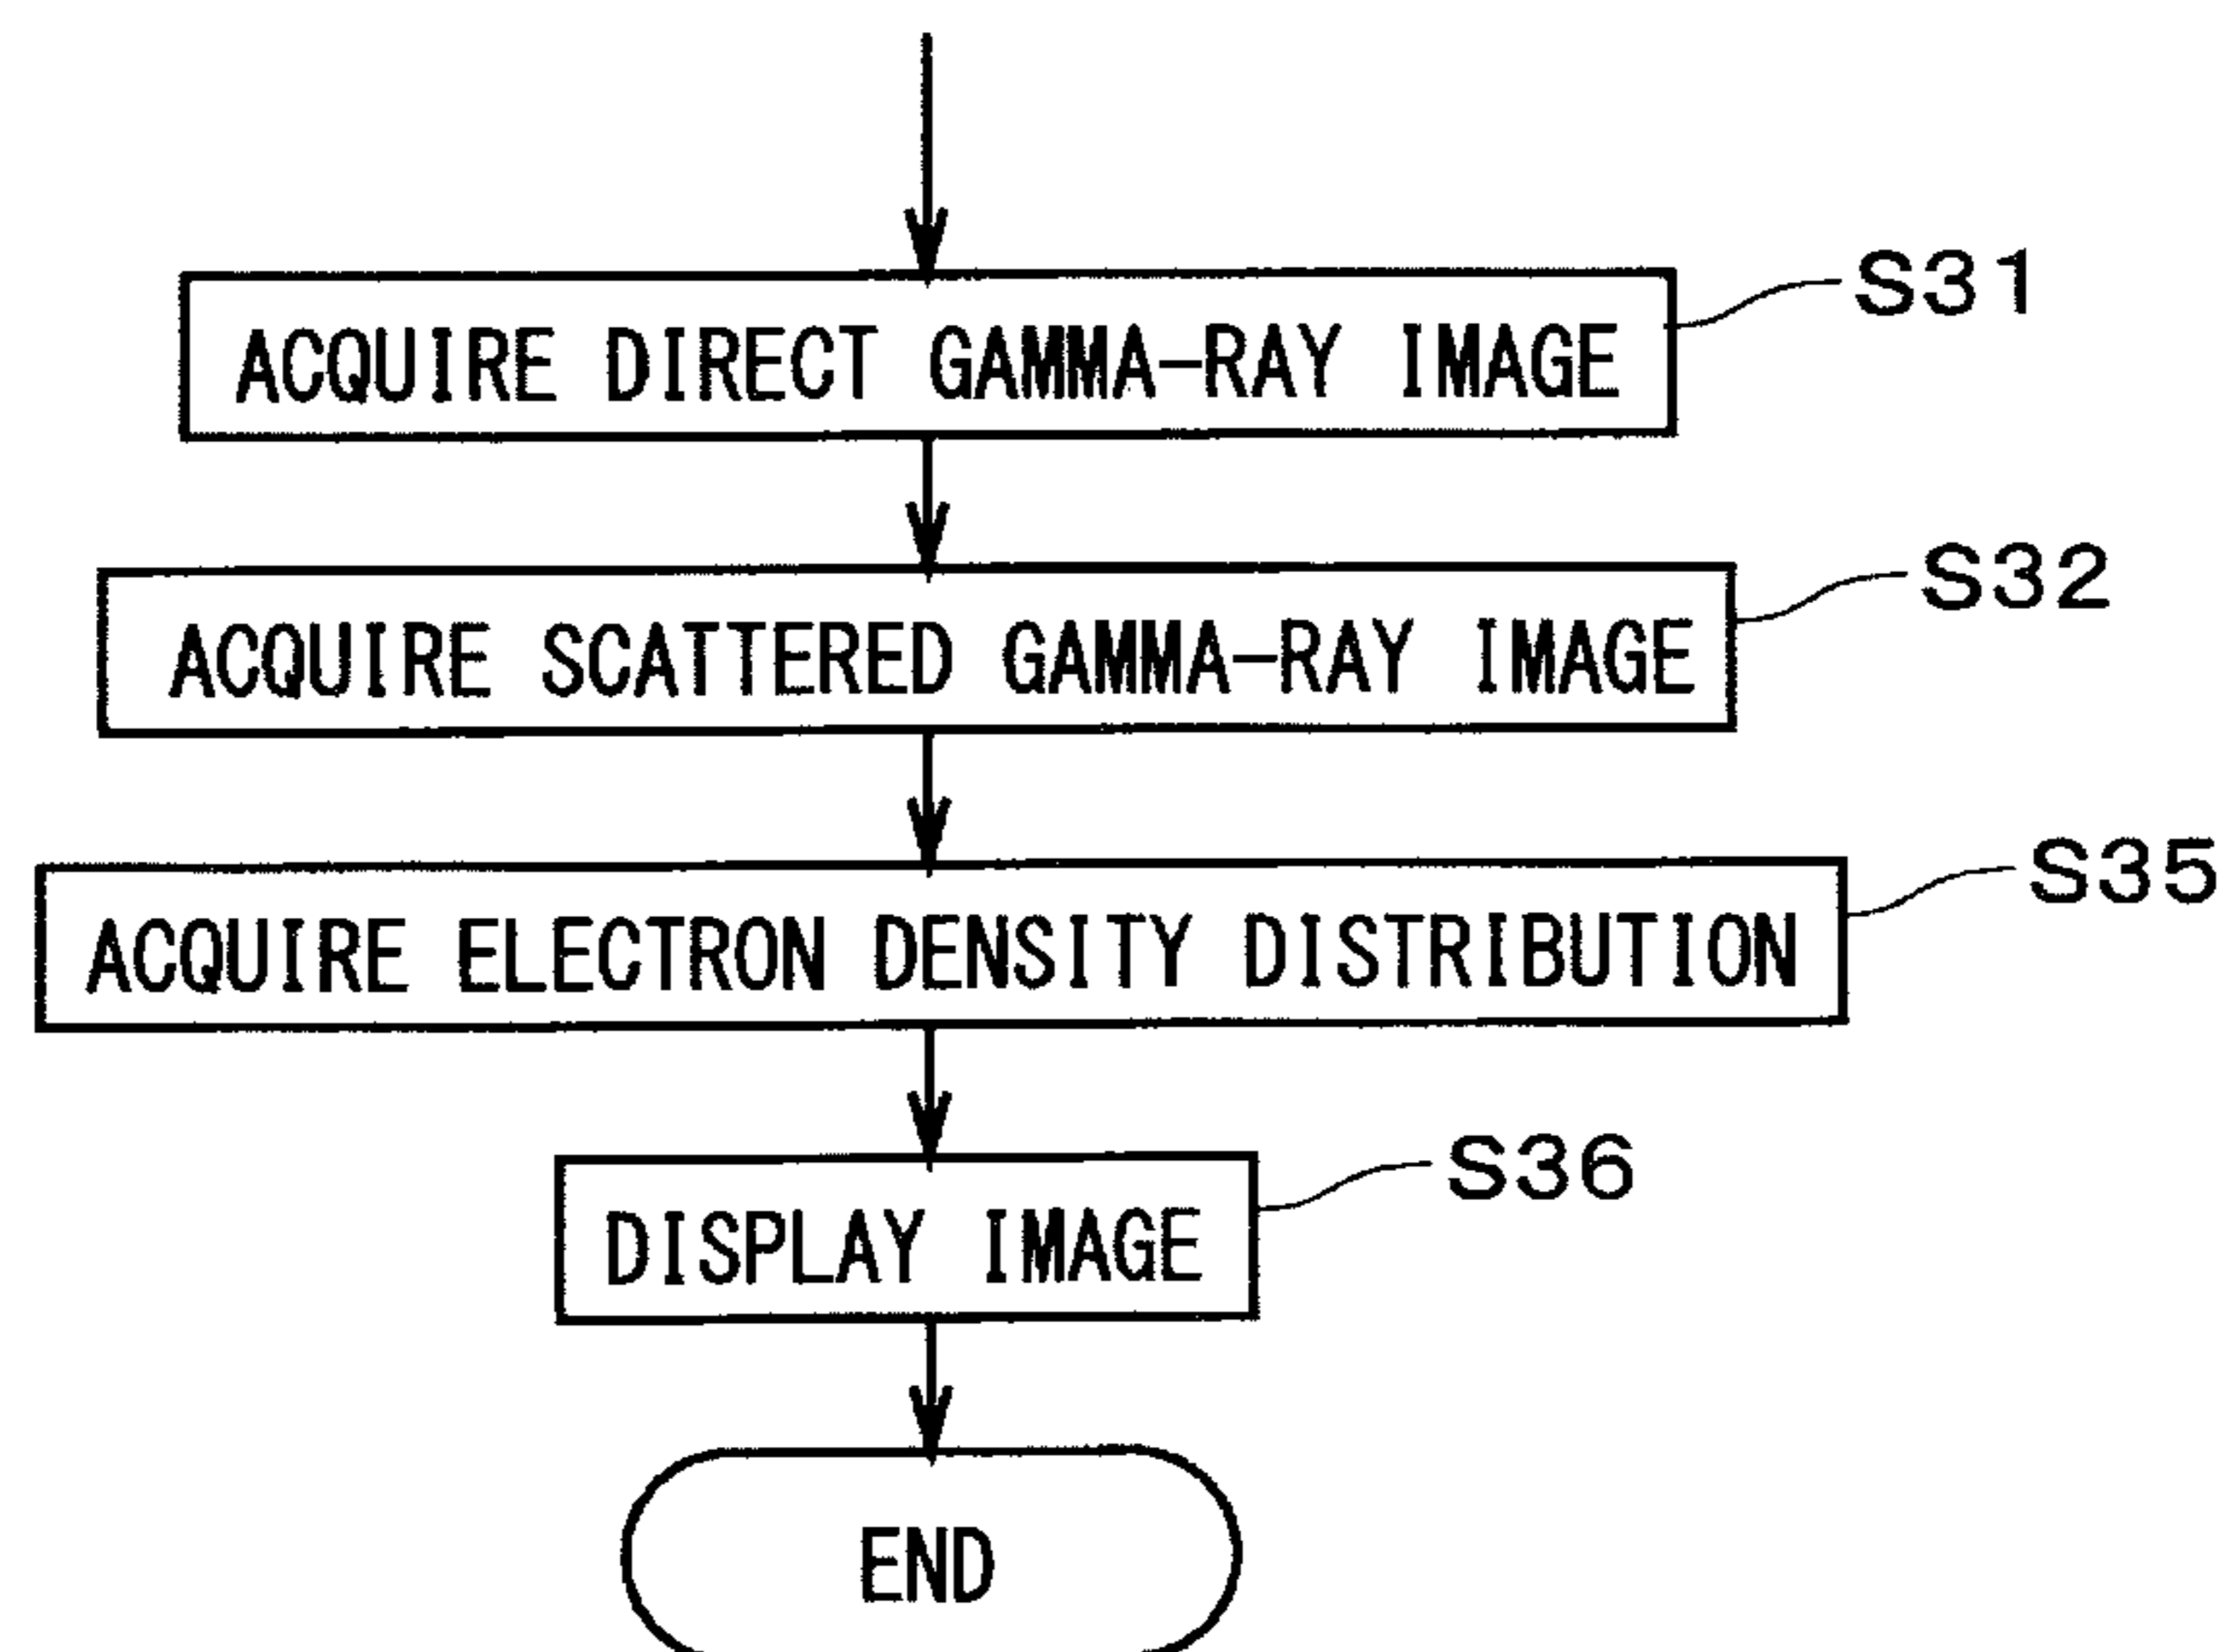 S31
ACQUIRE DIRECT GAMMA-RAY IMAGE
S32
ACQUIRE SCATTERED GAMMA-RAY IMAGE
S35
ACQUIRE ELECTRON DENSITY DISTRIBUTION
S36
DISPLAY IMAGE
END